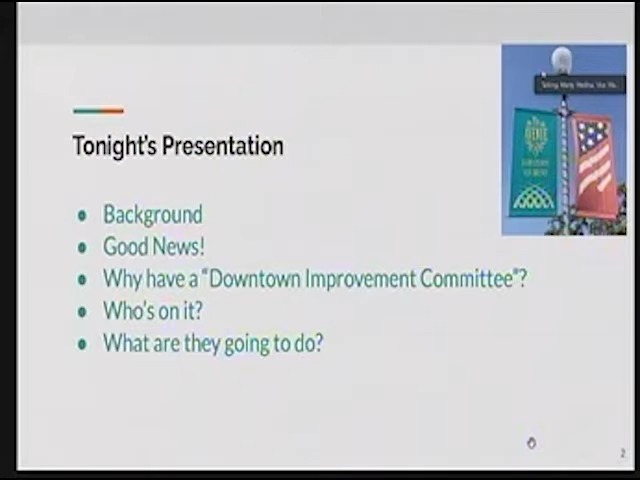 Tonight's Presentation
● Background
● Good News!
● Why have a “Downtown Improvement Committee”?
● Who's on it?
● What are they going to do?
AVENUE
2